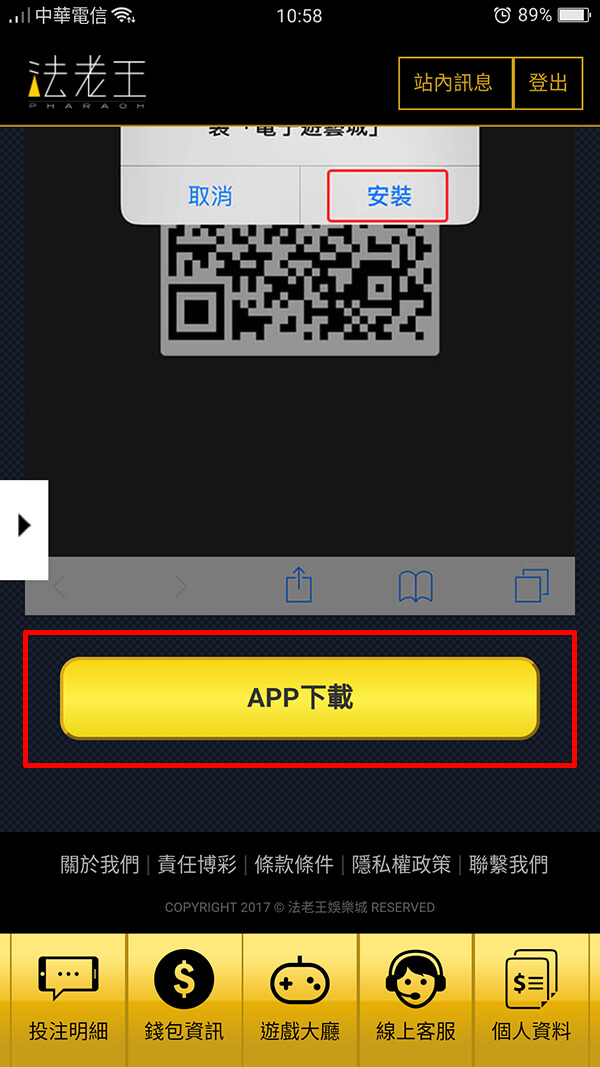 中華電信 10:58 89%
法老王
PHARAOH
站內訊息 登出
裝「電子遊藝城」
取消 安裝
APP下載
關於我們 | 責任博彩 | 條款條件 | 隱私權政策 | 聯繫我們
COPYRIGHT 2017 © 法老王娛樂城 RESERVED
投注明細 錢包資訊 遊戲大廳 線上客服 個人資料